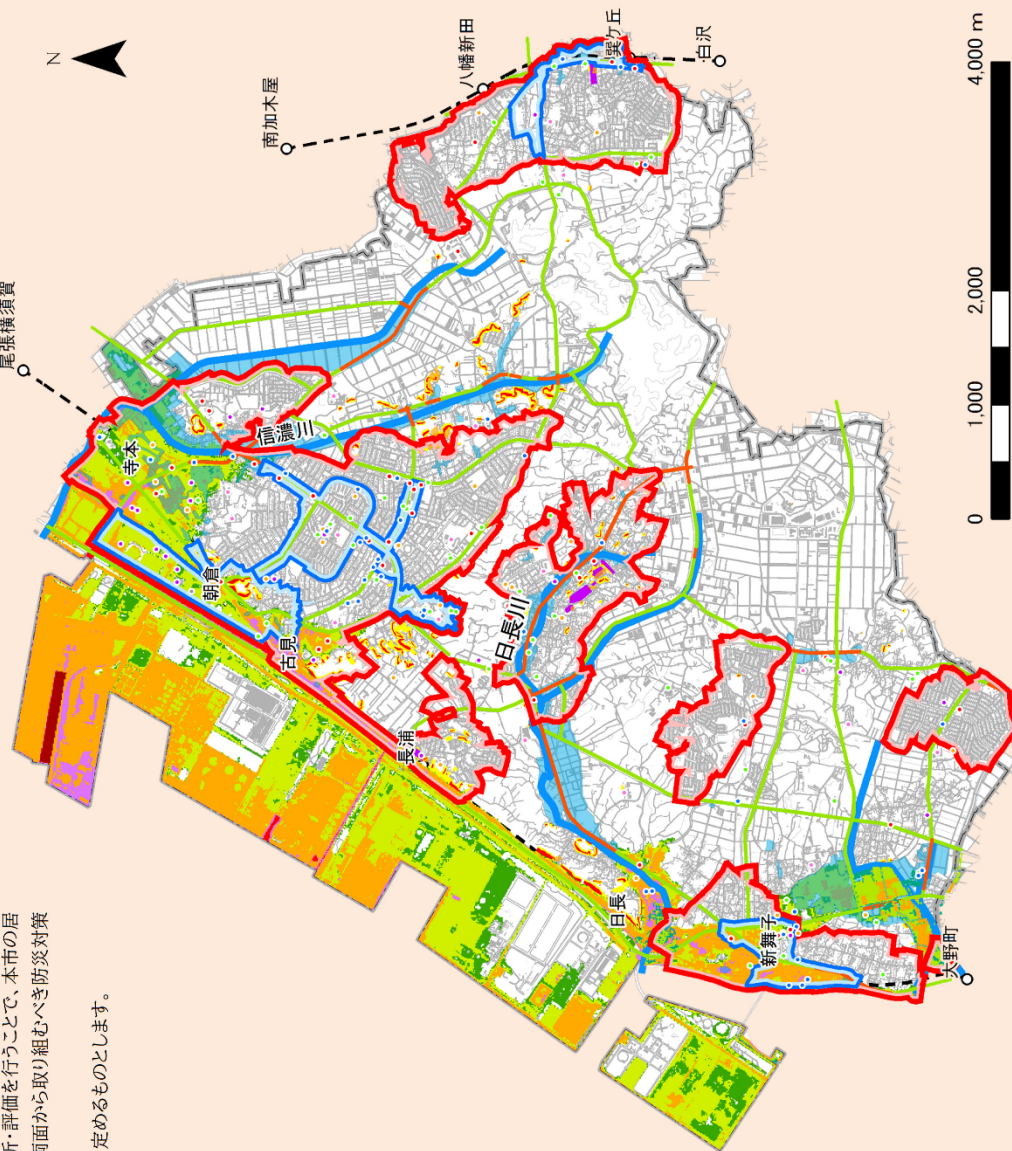 析・評価を行うことで、本市の居
両面から取り組むべき防災対策
定めるものとします。
N
尾張横須賀
南加木屋
八幡新田
巽ケ丘
白沢
寺本
信濃川
朝倉
古見
長浦
日長川
日長
新舞子
大野町
0
1,000
2,000
4,000 m